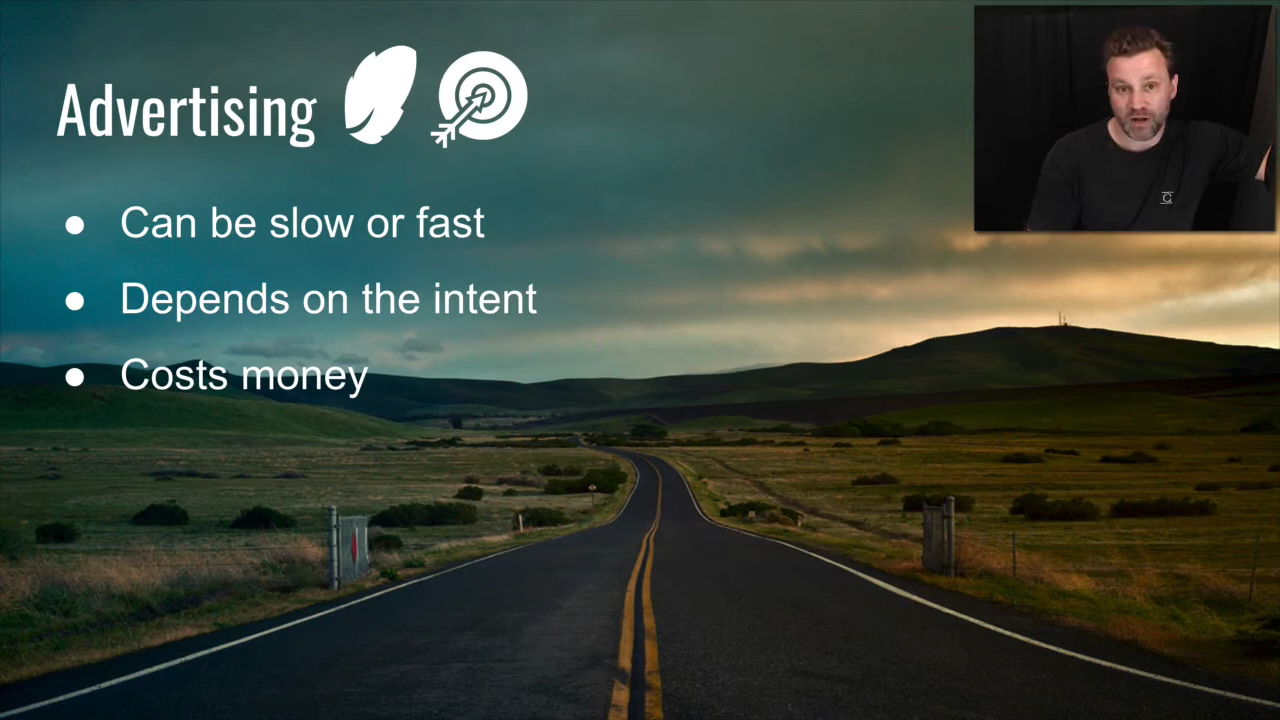 Advertising
● Can be slow or fast
● Depends on the intent
● Costs money